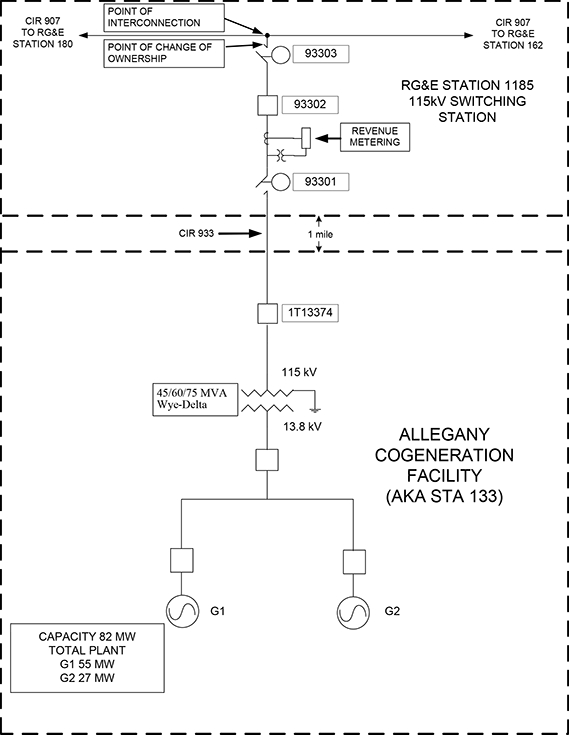 POINT OF
INTERCONNECTION
CIR 907
TO RG&E
STATION 180
CIR 907
TO RG&E
STATION 162
POINT OF CHANGE OF
OWNERSHIP
93303
RG&E STATION 1185
115kV SWITCHING
STATION
93302
REVENUE
METERING
93301
CIR 933
1 mile
1T13374
115 kV
45/60/75 MVA
Wye-Delta
13.8 kV
ALLEGANY
COGENERATION
FACILITY
(AKA STA 133)
G1
G2
CAPACITY 82 MW
TOTAL PLANT
G1 55 MW
G2 27 MW